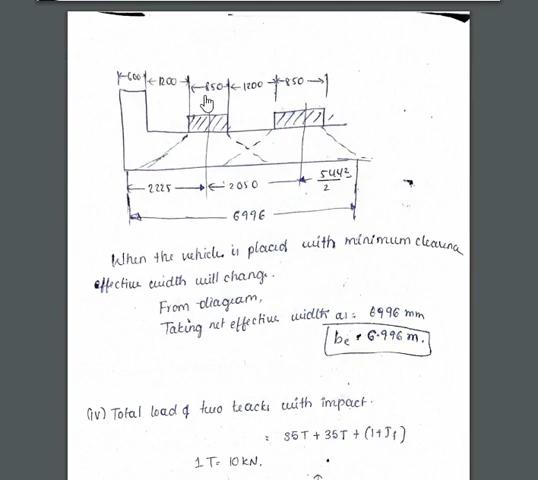 600 1200 850 1200 850
2225 2050 5442/2
6996
When the vehicle is placed with minimum clearance
effective width will change.
From diagram,
Taking net effective width as = 6996 mm
be = 6.996 m.
(iv) Total load of two tracks with impact.
= 35T + 35T + (1+If)
1T = 10 kN.